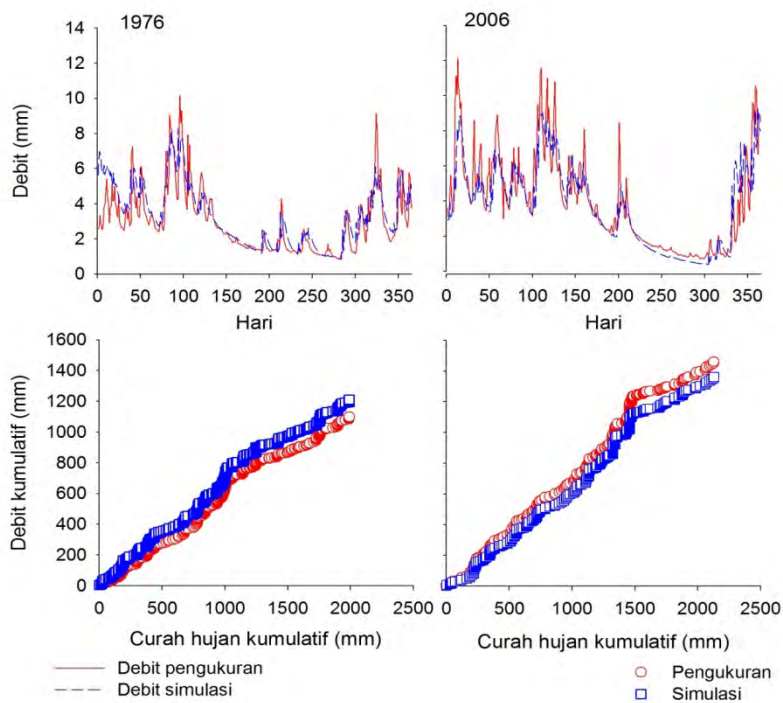 1976
2006
Debit (mm)
14
12
10
8
6
4
2
0
0 50 100 150 200 250 300 350
0 50 100 150 200 250 300 350
Hari
Hari
Debit kumulatif (mm)
1600
1400
1200
1000
800
600
400
200
0
0 500 1000 1500 2000 2500
0 500 1000 1500 2000 2500
Curah hujan kumulatif (mm)
Curah hujan kumulatif (mm)
Debit pengukuran
Debit simulasi
Pengukuran
Simulasi